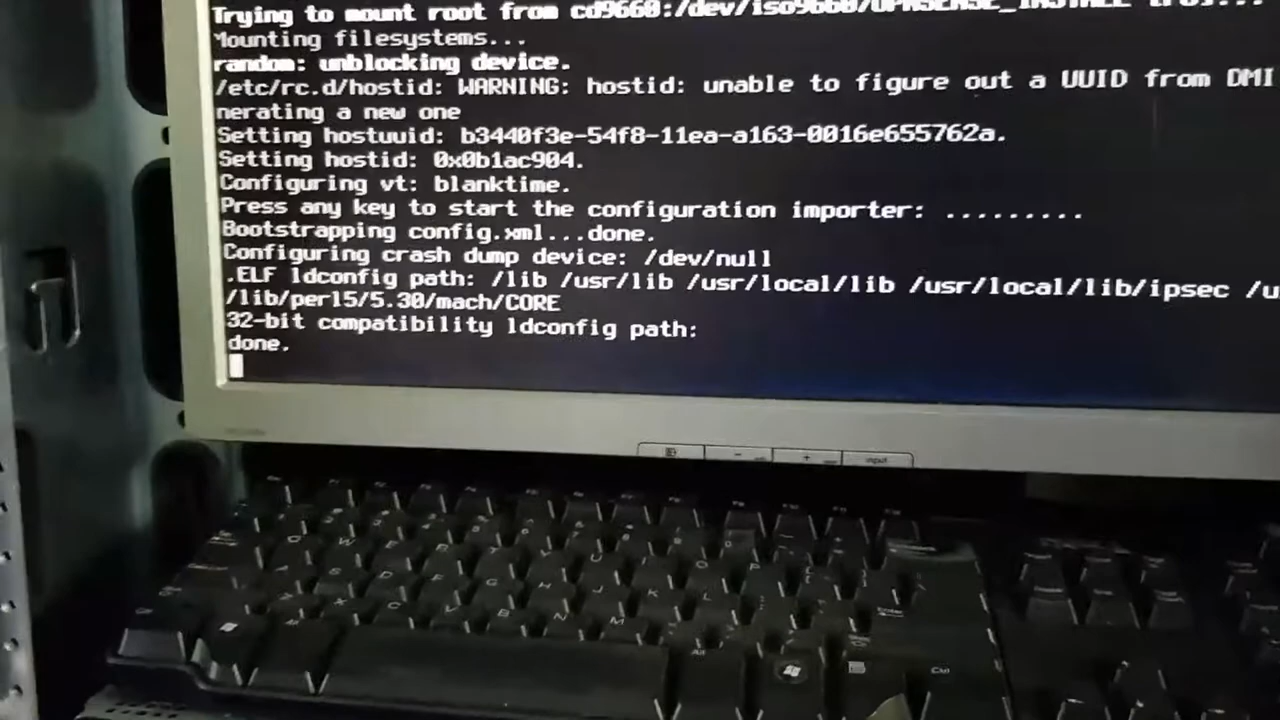 Trying to mount root from cd9660:/dev/iso9660/OPNSENSE_INSTALL [ro]...
Mounting filesystems...
random: unblocking device.
/etc/rc.d/hostid: WARNING: hostid: unable to figure out a UUID from DMI
nerating a new one
Setting hostuuid: b3440f3e-54f8-11ea-a163-0016e655762a.
Setting hostid: 0x0b1ac904.
Configuring vt: blanktime.
Press any key to start the configuration importer: .........
Bootstrapping config.xml...done.
Configuring crash dump device: /dev/null
.ELF ldconfig path: /lib /usr/lib /usr/local/lib /usr/local/lib/ipsec /u
/lib/perl5/5.30/mach/CORE
32-bit compatibility ldconfig path:
done.
- + input
Q W E T U O P
A S D F G H J K L
X C V B N M
Alt Ctrl